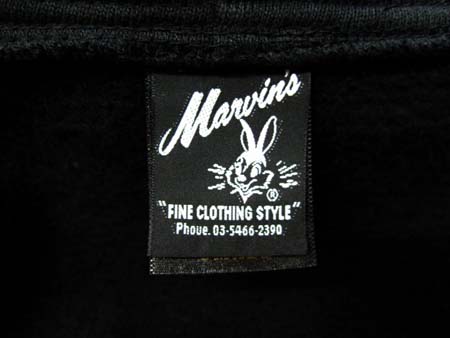 Marvin's
®
"FINE CLOTHING STYLE"
Phoue. 03-5466-2390